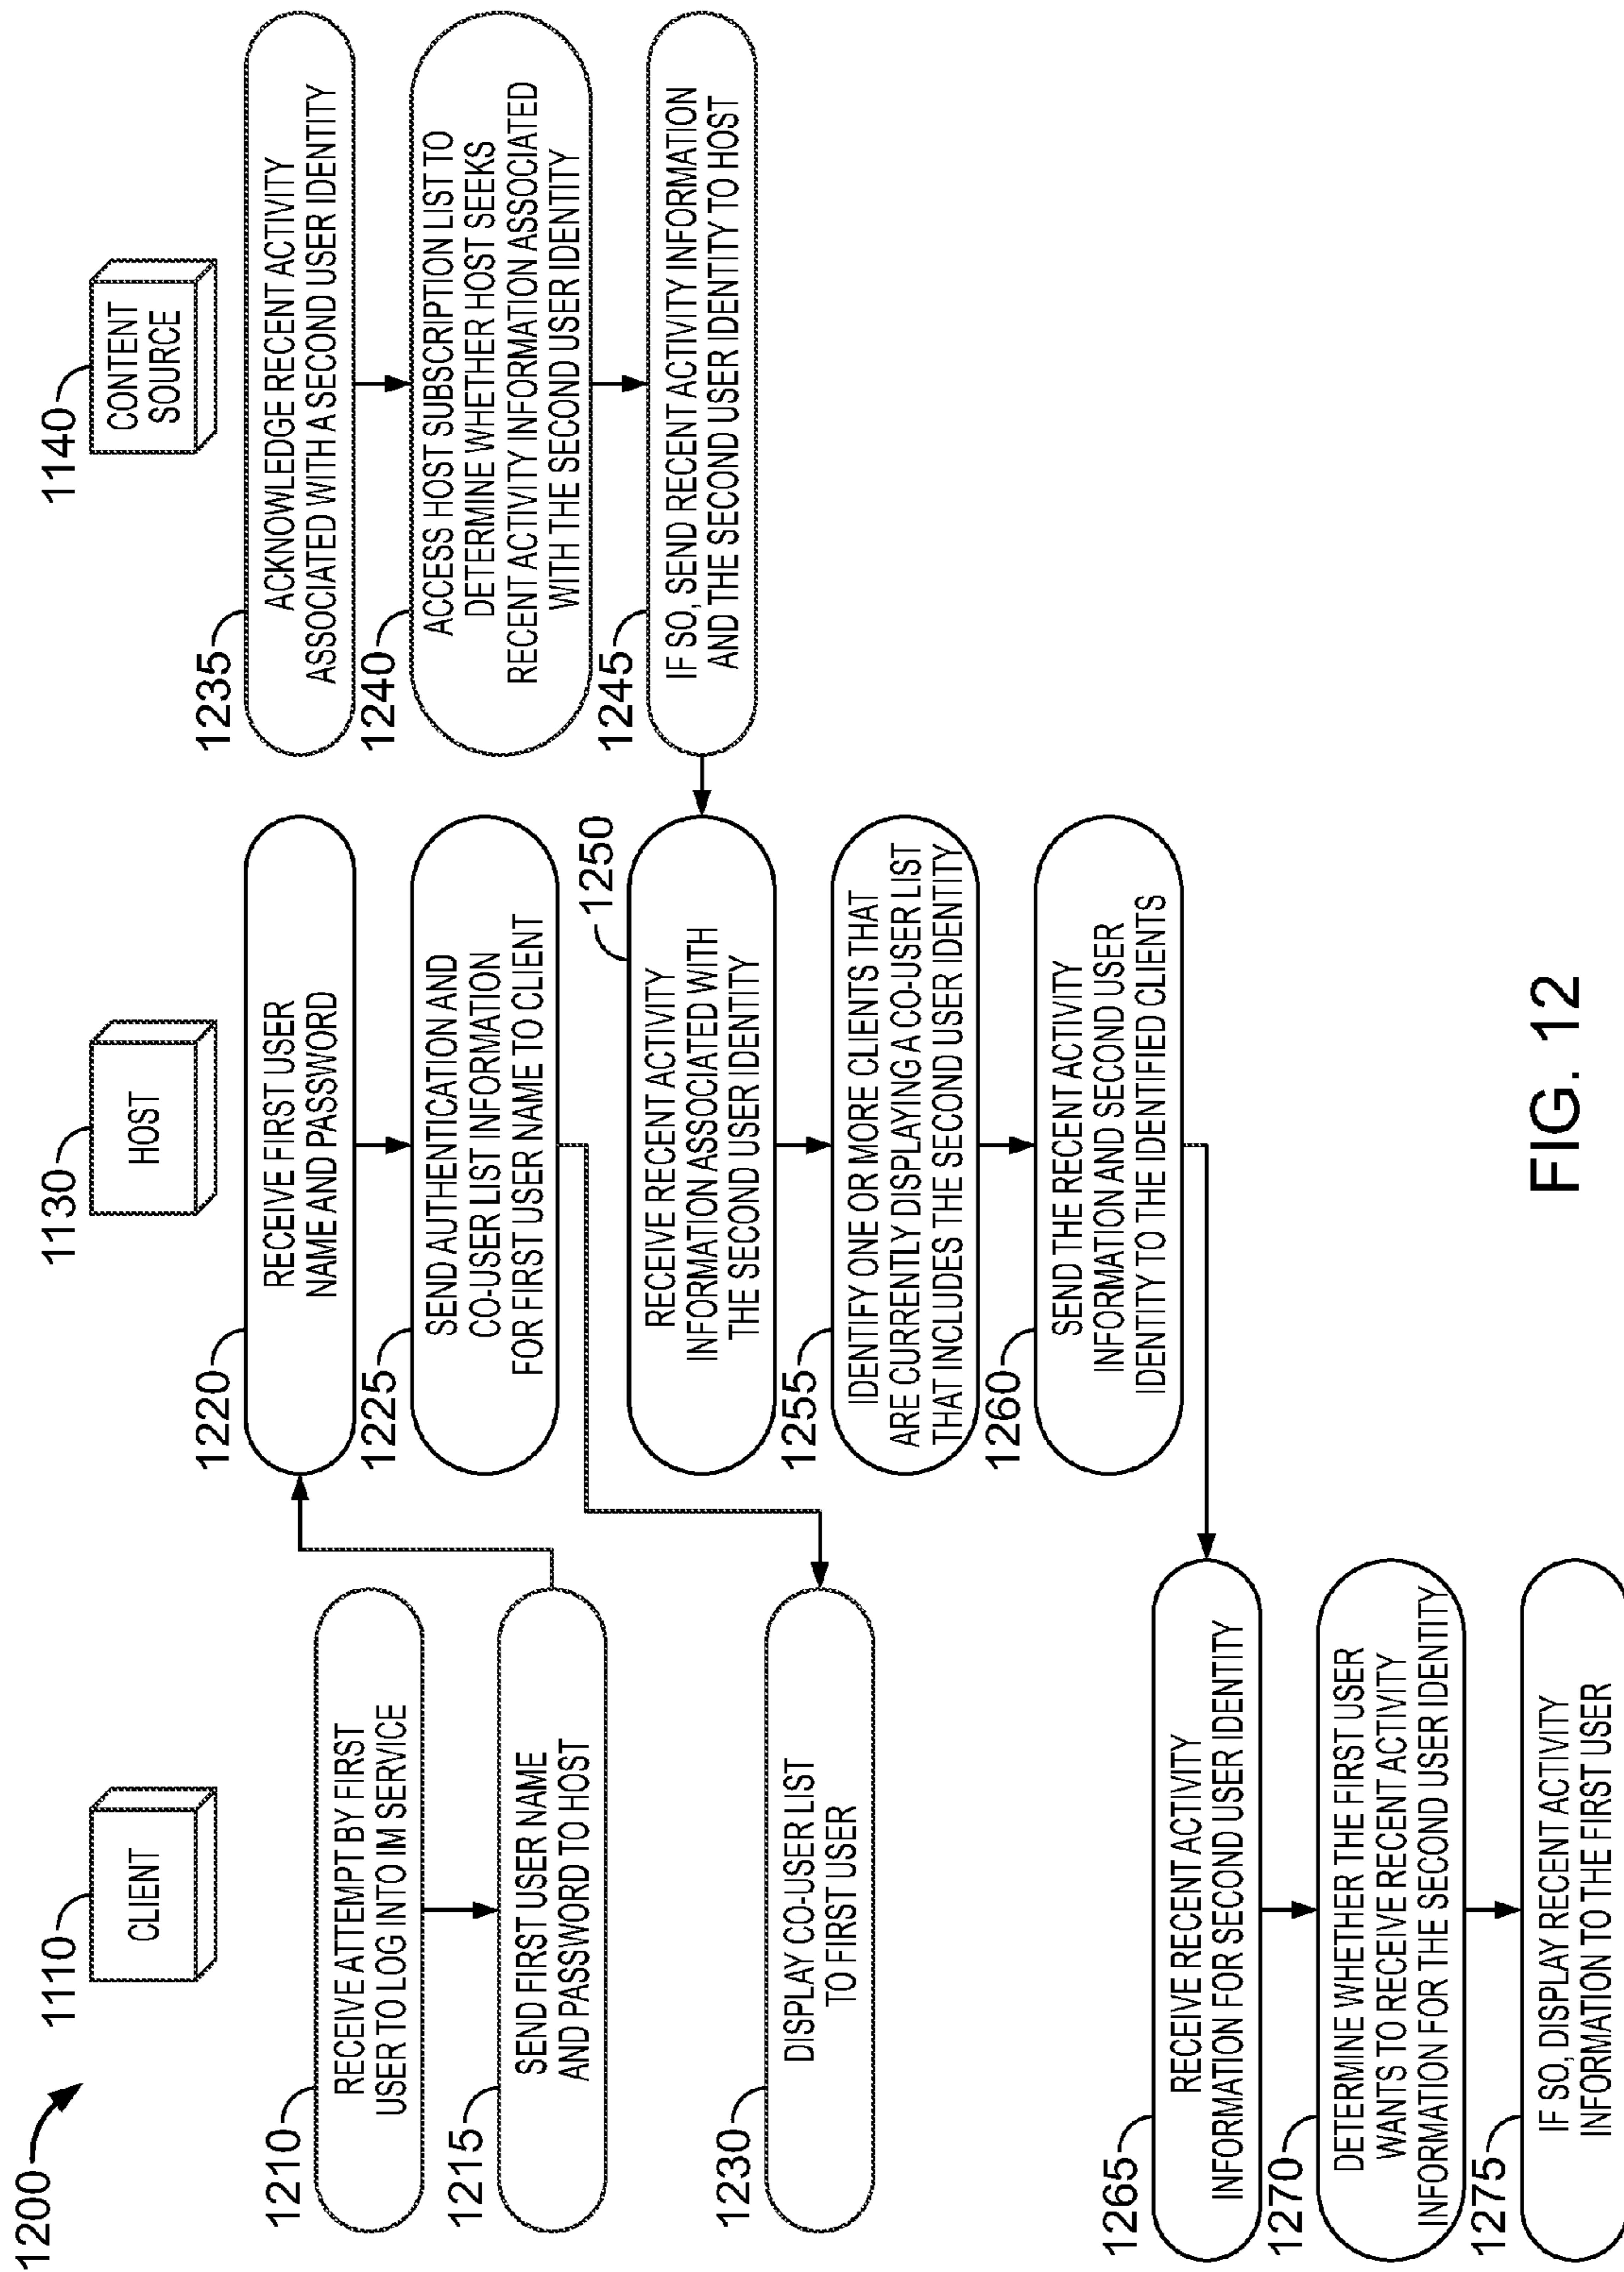 1200
1110
CLIENT
1130
HOST
1140
CONTENT
SOURCE
1210
RECEIVE ATTEMPT BY FIRST
USER TO LOG INTO IM SERVICE
1215
SEND FIRST USER NAME
AND PASSWORD TO HOST
1220
RECEIVE FIRST USER
NAME AND PASSWORD
1225
SEND AUTHENTICATION AND
CO-USER LIST INFORMATION
FOR FIRST USER NAME TO CLIENT
1230
DISPLAY CO-USER LIST
TO FIRST USER
1235
ACKNOWLEDGE RECENT ACTIVITY
ASSOCIATED WITH A SECOND USER IDENTITY
1240
ACCESS HOST SUBSCRIPTION LIST TO
DETERMINE WHETHER HOST SEEKS
RECENT ACTIVITY INFORMATION ASSOCIATED
WITH THE SECOND USER IDENTITY
1245
IF SO, SEND RECENT ACTIVITY INFORMATION
AND THE SECOND USER IDENTITY TO HOST
1250
RECEIVE RECENT ACTIVITY
INFORMATION ASSOCIATED WITH
THE SECOND USER IDENTITY
1255
IDENTIFY ONE OR MORE CLIENTS THAT
ARE CURRENTLY DISPLAYING A CO-USER LIST
THAT INCLUDES THE SECOND USER IDENTITY
1260
SEND THE RECENT ACTIVITY
INFORMATION AND SECOND USER
IDENTITY TO THE IDENTIFIED CLIENTS
1265
RECEIVE RECENT ACTIVITY
INFORMATION FOR SECOND USER IDENTITY
1270
DETERMINE WHETHER THE FIRST USER
WANTS TO RECEIVE RECENT ACTIVITY
INFORMATION FOR THE SECOND USER IDENTITY
1275
IF SO, DISPLAY RECENT ACTIVITY
INFORMATION TO THE FIRST USER
FIG. 12